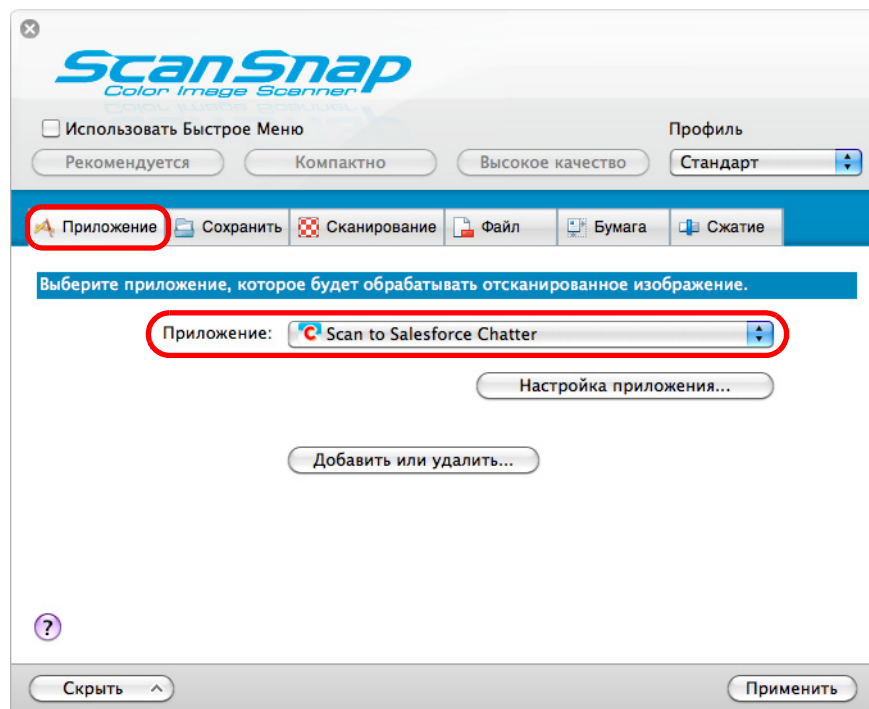 ScanSnap
Color Image Scanner
Использовать Быстрое Меню
Профиль
Рекомендуется
Компактно
Высокое качество
Стандарт
Приложение
Сохранить
Сканирование
Файл
Бумага
Сжатие
Выберите приложение, которое будет обрабатывать отсканированное изображение.
Приложение: Scan to Salesforce Chatter
Настройка приложения...
Добавить или удалить...
?
Скрыть
Применить